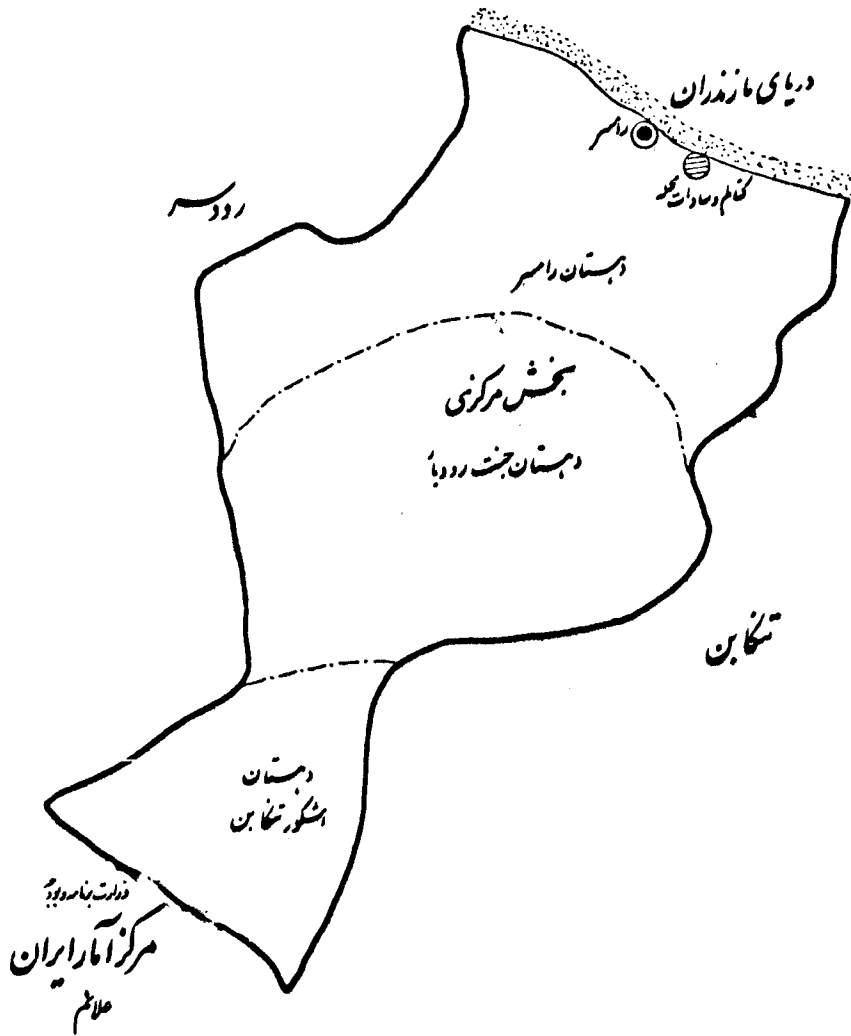 دریای مازندران
رامسر
کتالم و سادات محله
رودسر
دهستان رامسر
بخش مرکزی
دهستان جنت رودبار
تنکابن
دهستان
اشکور تنکابن
وزارت برنامه و بودجه
مرکز آمار ایران
علائم